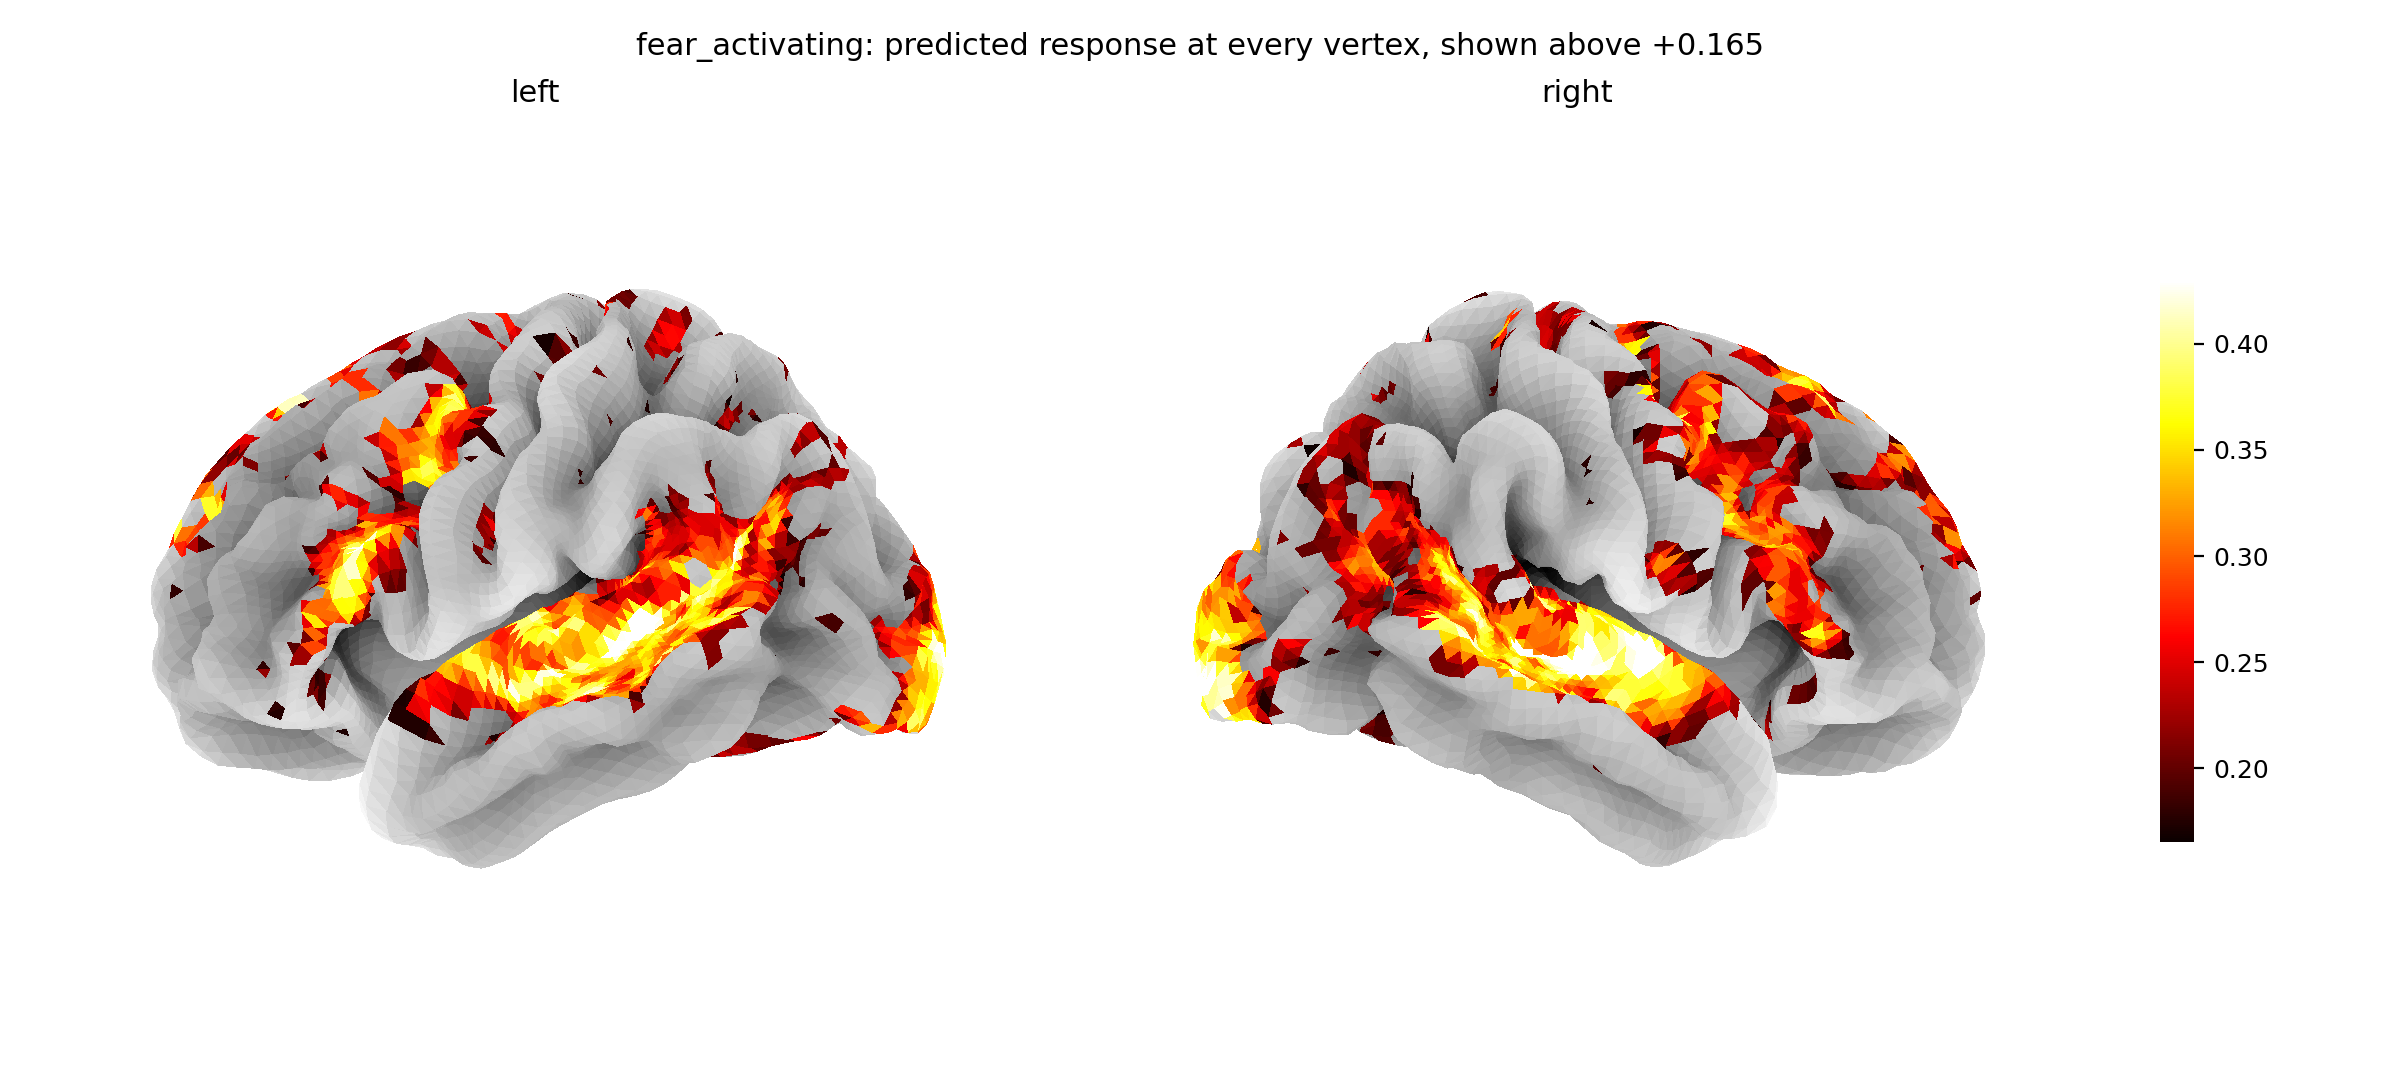 fear_activating: predicted response at every vertex, shown above +0.165
left
right
0.40
0.35
0.30
0.25
0.20